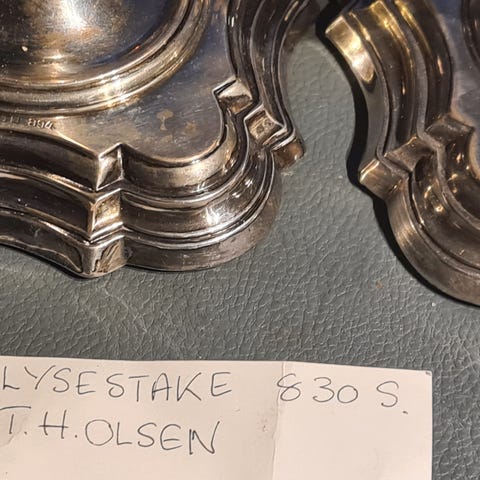 LYSESTAKE 830 S.
T.H. OLSEN